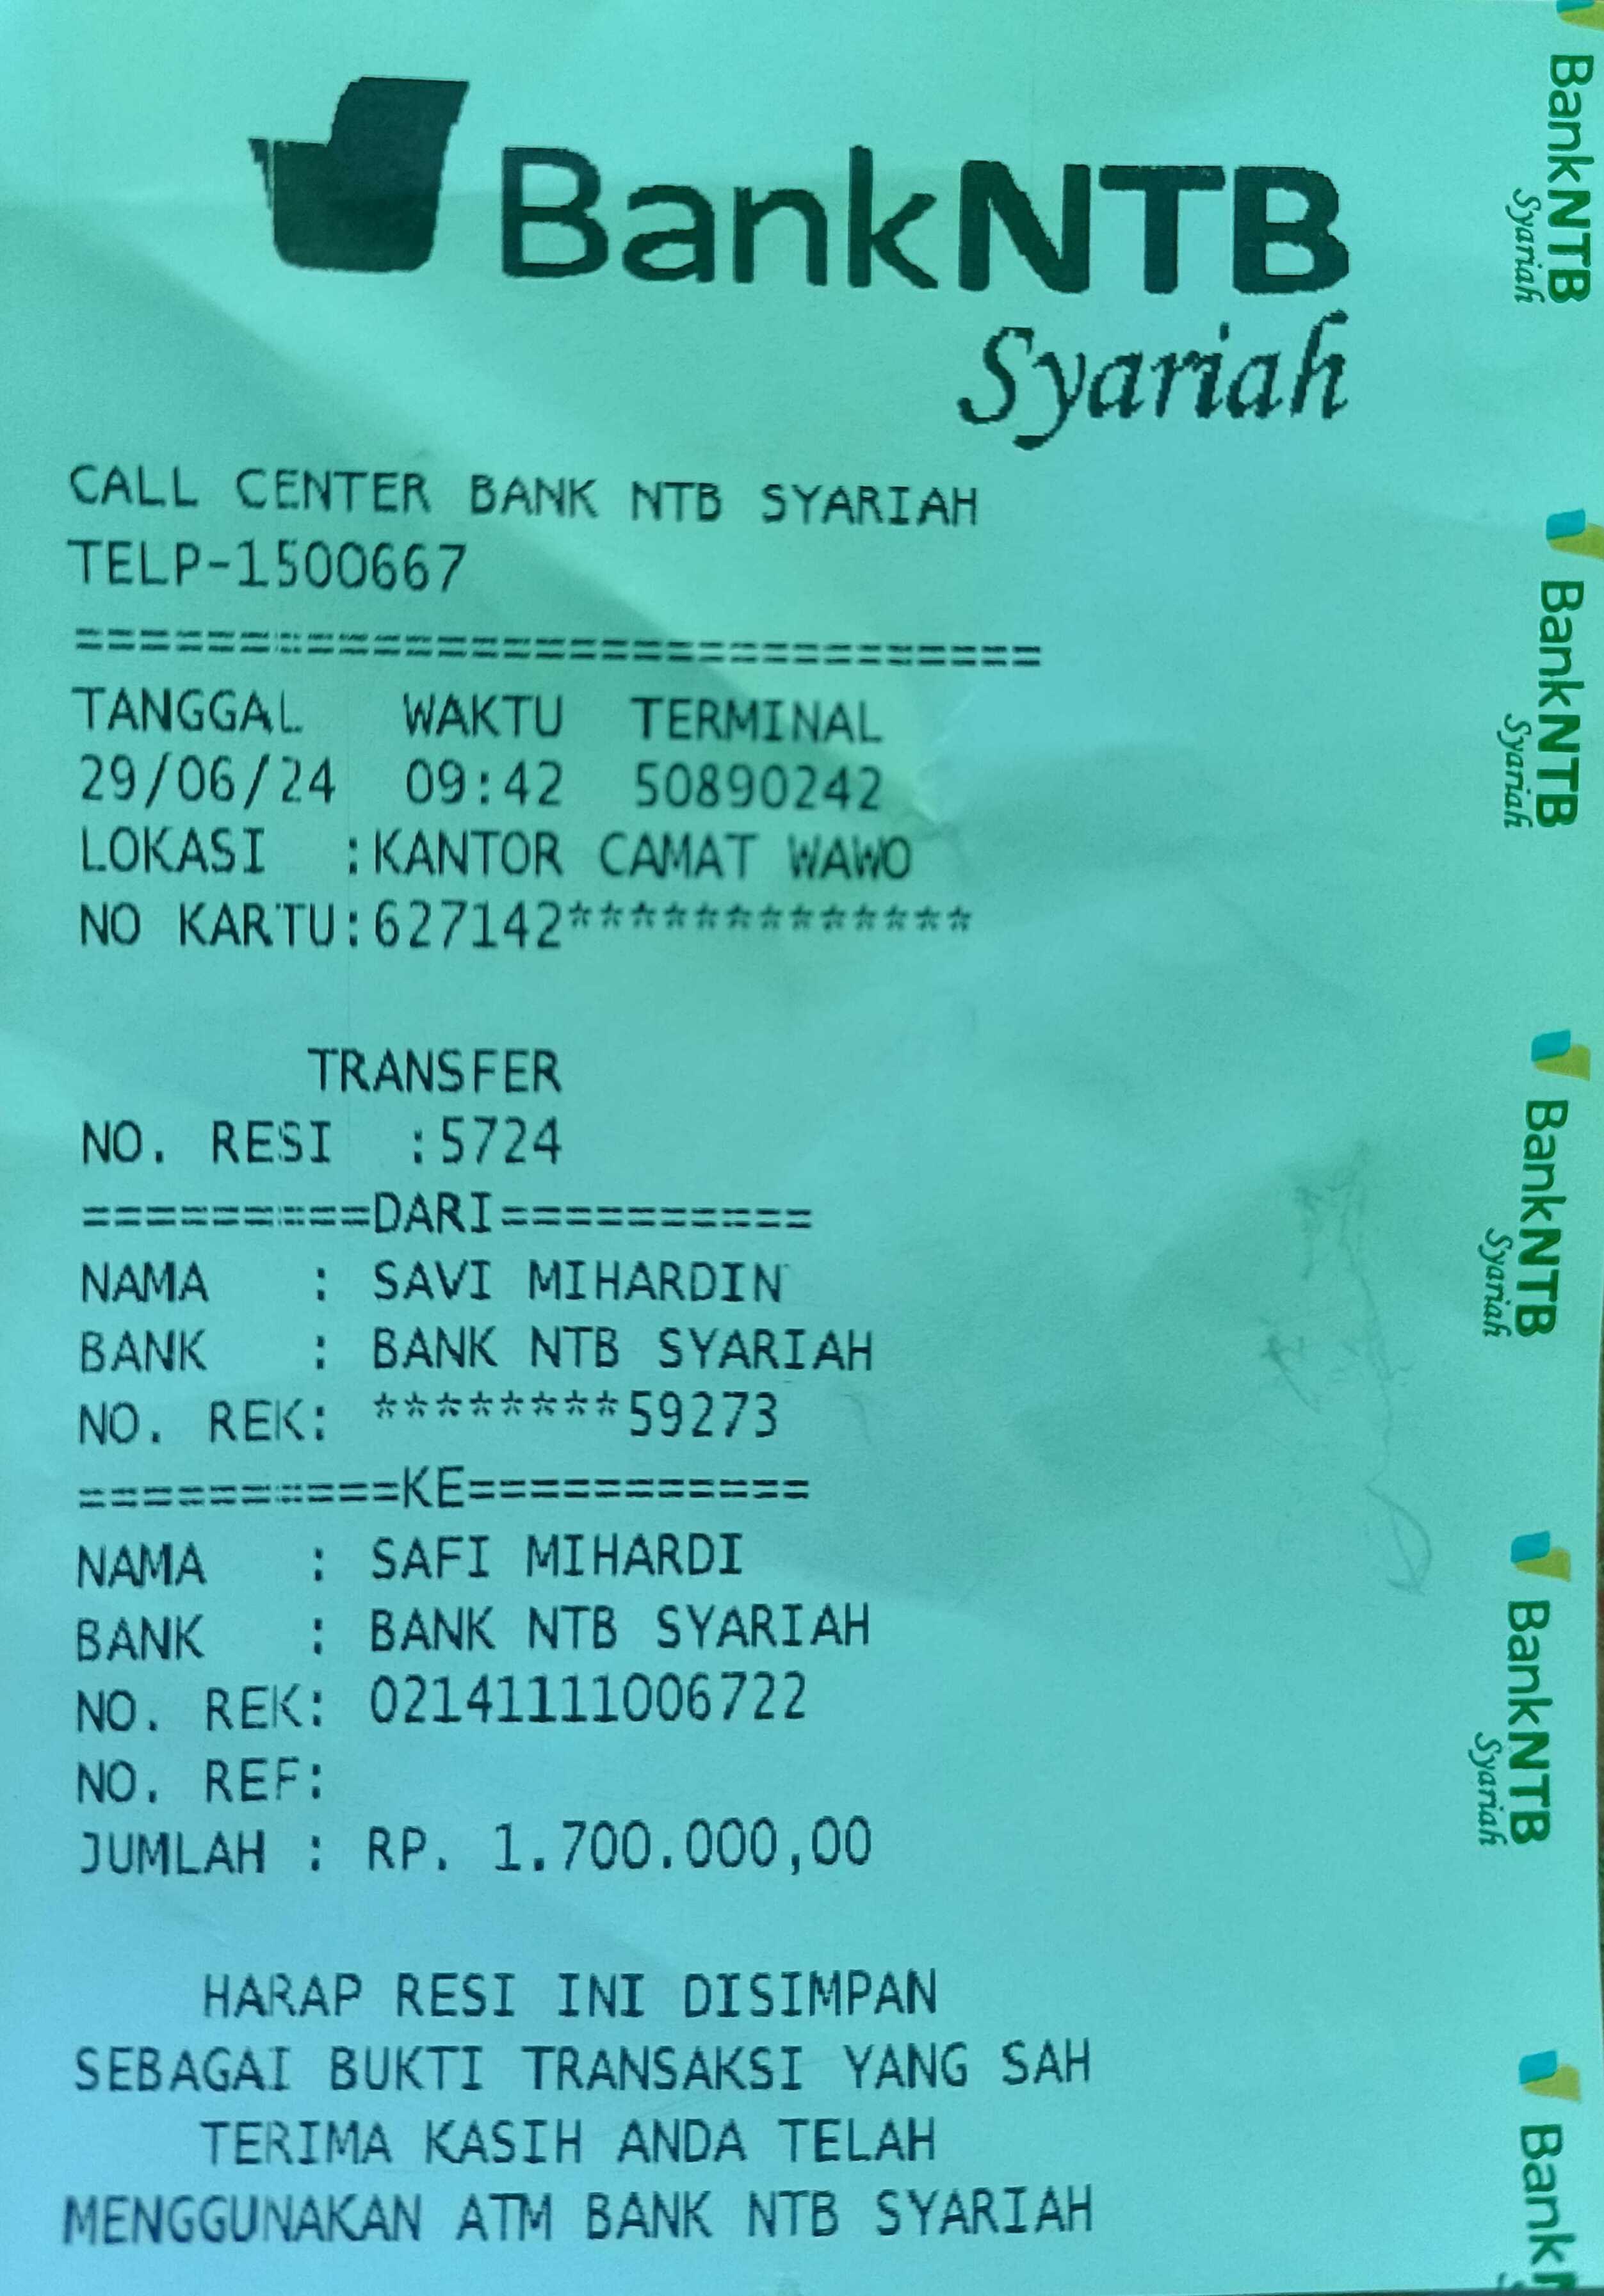 BankNTB
Syariah
CALL CENTER BANK NTB SYARIAH
TELP-1500667
==============================
TANGGAL WAKTU TERMINAL
29/06/24 09:42 50890242
LOKASI :KANTOR CAMAT WAWO
NO KARTU:627142*************
TRANSFER
NO. RESI :5724
=========DARI==========
NAMA : SAVI MIHARDIN
BANK : BANK NTB SYARIAH
NO. REK: ********59273
==========KE===========
NAMA : SAFI MIHARDI
BANK : BANK NTB SYARIAH
NO. REK: 02141111006722
NO. REF:
JUMLAH : RP. 1.700.000,00
HARAP RESI INI DISIMPAN
SEBAGAI BUKTI TRANSAKSI YANG SAH
TERIMA KASIH ANDA TELAH
MENGGUNAKAN ATM BANK NTB SYARIAH
BankNTB
Syariah
BankNTB
Syariah
BankNTB
Syariah
BankNTB
Syariah
Bank